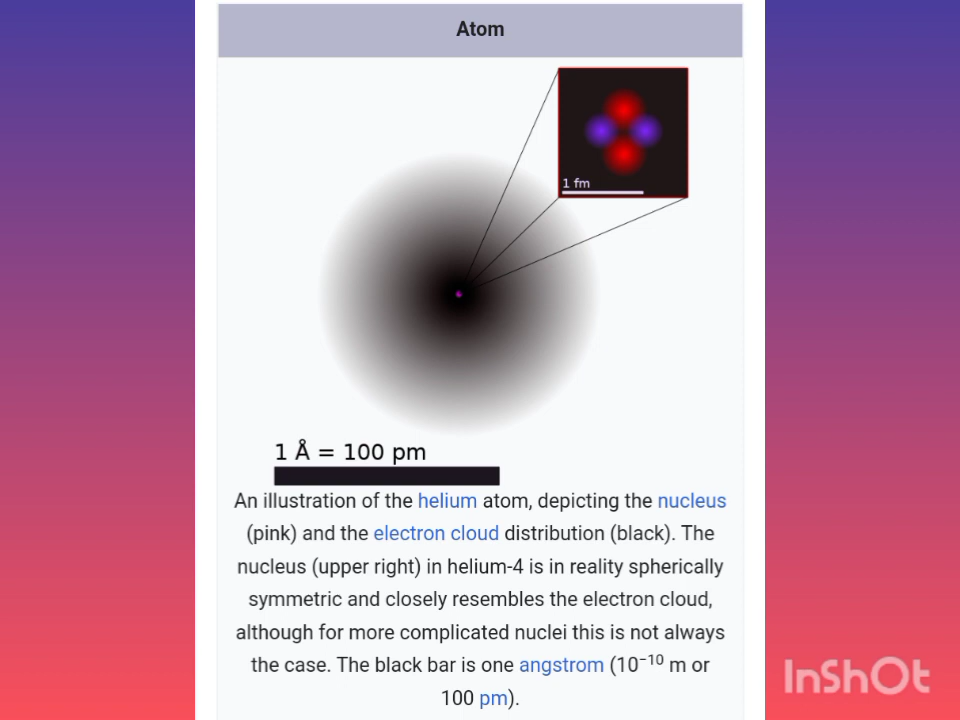 Atom
1 fm
1 Å = 100 pm
An illustration of the helium atom, depicting the nucleus
(pink) and the electron cloud distribution (black). The
nucleus (upper right) in helium-4 is in reality spherically
symmetric and closely resembles the electron cloud,
although for more complicated nuclei this is not always
the case. The black bar is one angstrom (10⁻¹⁰ m or
100 pm).
InShOt